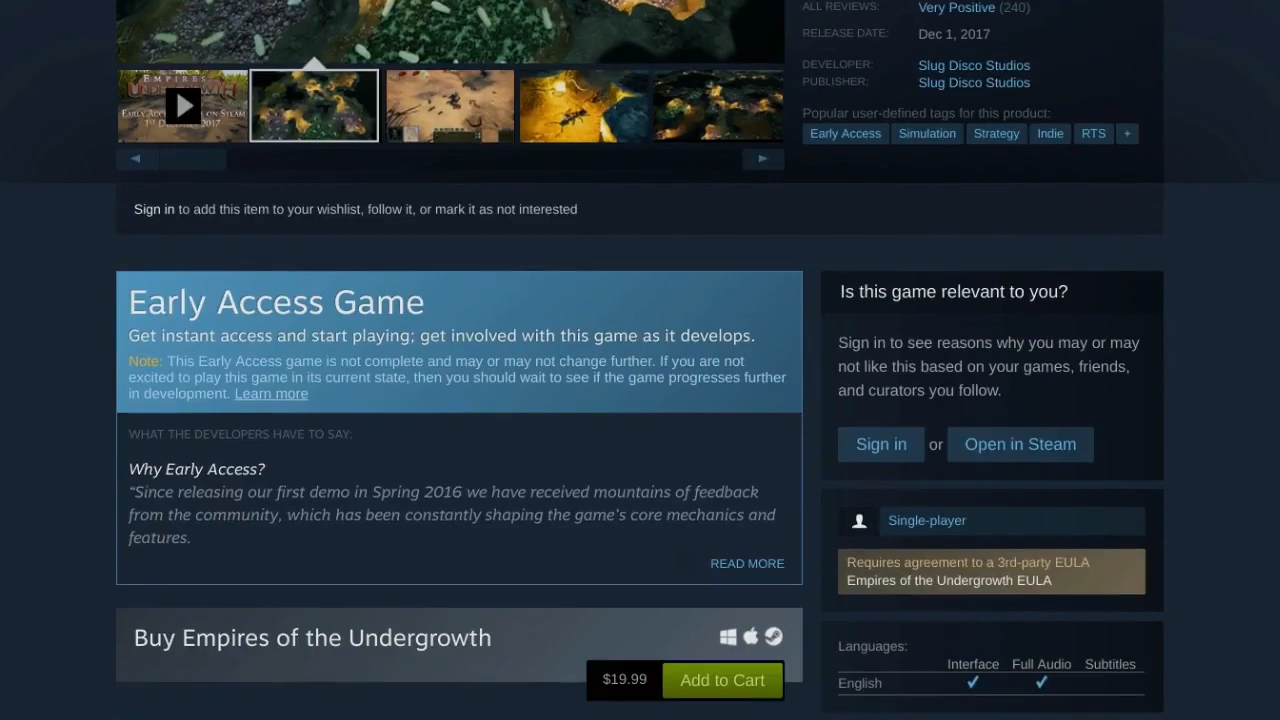 ALL REVIEWS: Very Positive (240)
RELEASE DATE: Dec 1, 2017
DEVELOPER: Slug Disco Studios
PUBLISHER: Slug Disco Studios
Popular user-defined tags for this product:
Early Access Simulation Strategy Indie RTS +
EMPIRES
UNDERGROWTH
1ST DECEMBER 2017
Sign in to add this item to your wishlist, follow it, or mark it as not interested
Early Access Game
Get instant access and start playing; get involved with this game as it develops.
Note: This Early Access game is not complete and may or may not change further. If you are not
excited to play this game in its current state, then you should wait to see if the game progresses further
in development. Learn more
WHAT THE DEVELOPERS HAVE TO SAY:
Why Early Access?
“Since releasing our first demo in Spring 2016 we have received mountains of feedback
from the community, which has been constantly shaping the game’s core mechanics and
features.
READ MORE
Buy Empires of the Undergrowth
$19.99 Add to Cart
Is this game relevant to you?
Sign in to see reasons why you may or may
not like this based on your games, friends,
and curators you follow.
Sign in or Open in Steam
Single-player
Requires agreement to a 3rd-party EULA
Empires of the Undergrowth EULA
Languages:
Interface Full Audio Subtitles
English ✔ ✔